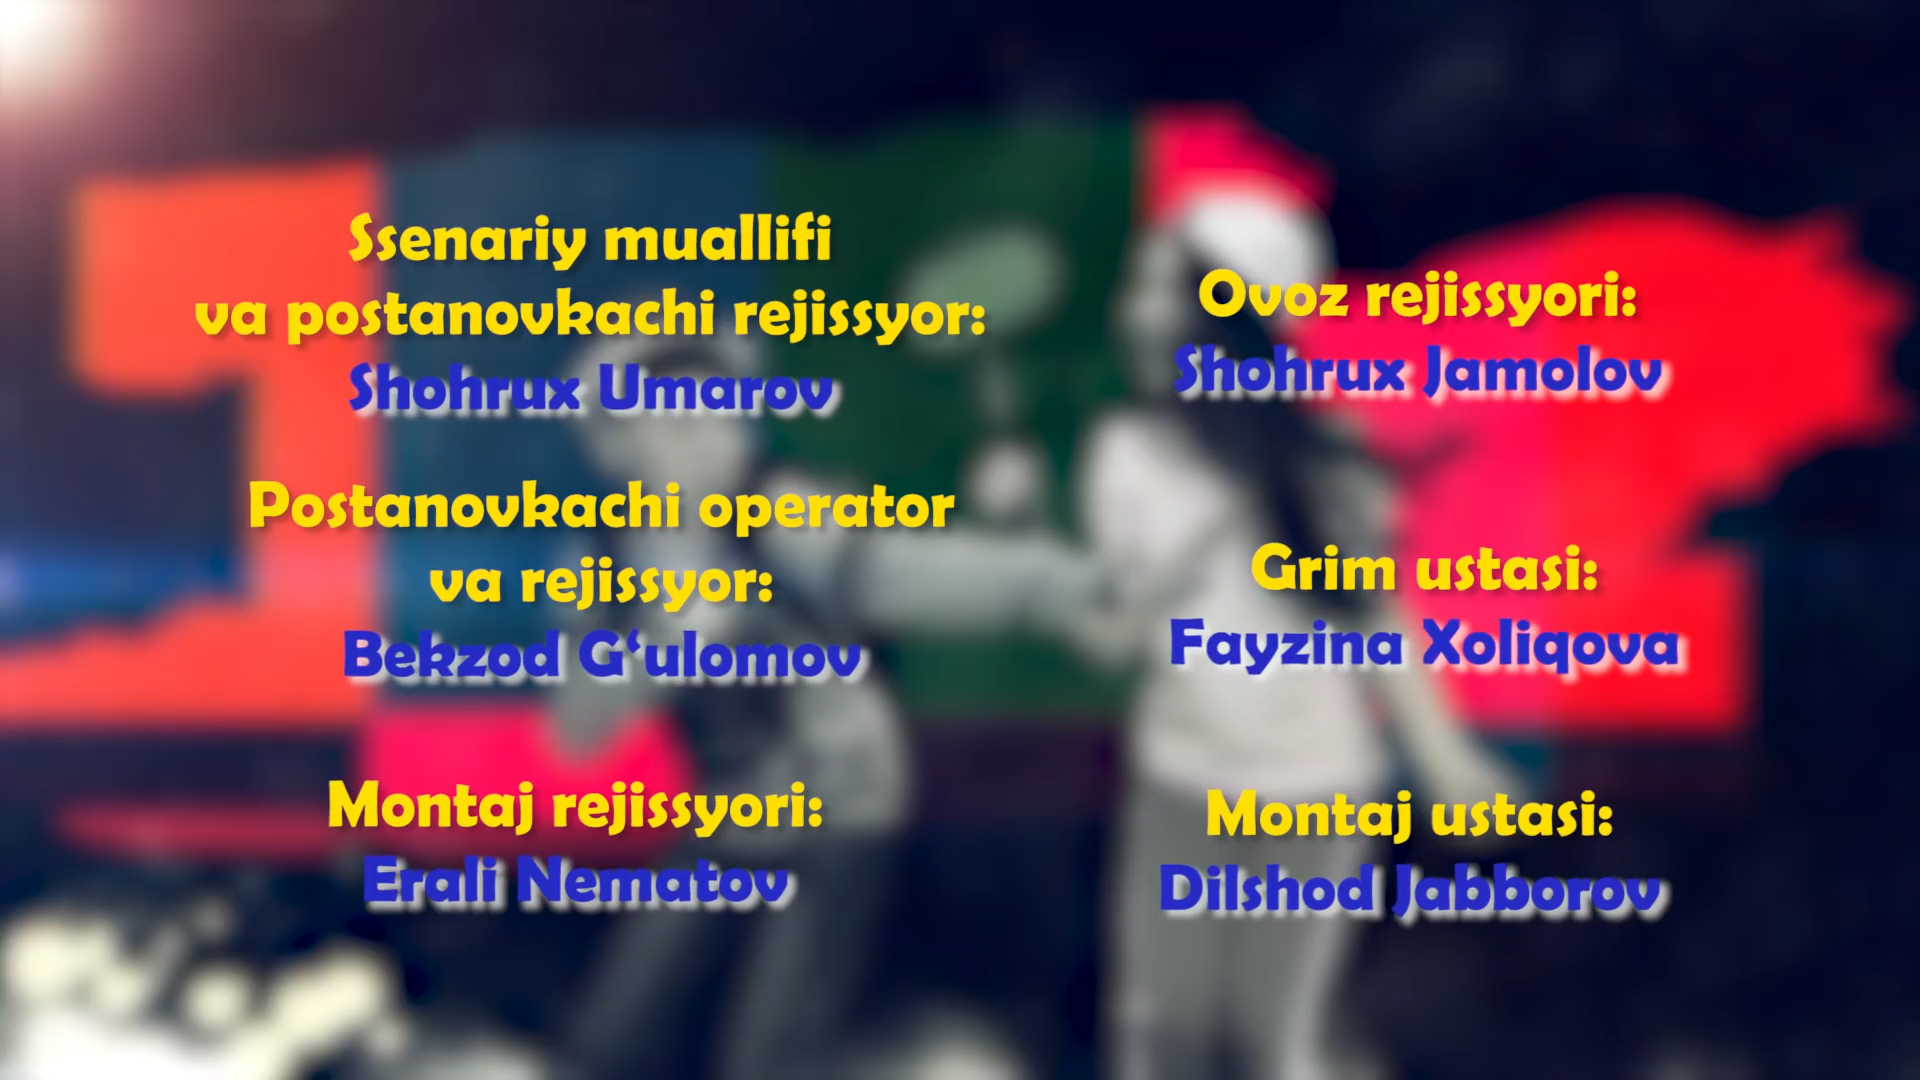 Ssenariy muallifi
va postanovkachi rejissyor:
Shohrux Umarov
Postanovkachi operator
va rejissyor:
Bekzod G‘ulomov
Montaj rejissyori:
Erali Nematov
Ovoz rejissyori:
Shohrux Jamolov
Grim ustasi:
Fayzina Xoliqova
Montaj ustasi:
Dilshod Jabborov